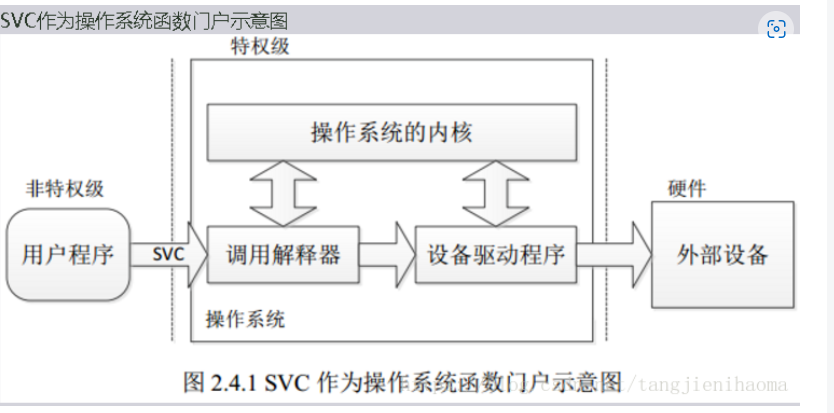 SVC作为操作系统函数门户示意图
特权级
操作系统的内核
非特权级
硬件
用户程序
SVC
调用解释器
设备驱动程序
外部设备
操作系统
图 2.4.1 SVC 作为操作系统函数门户示意图
/tangjienihaoma